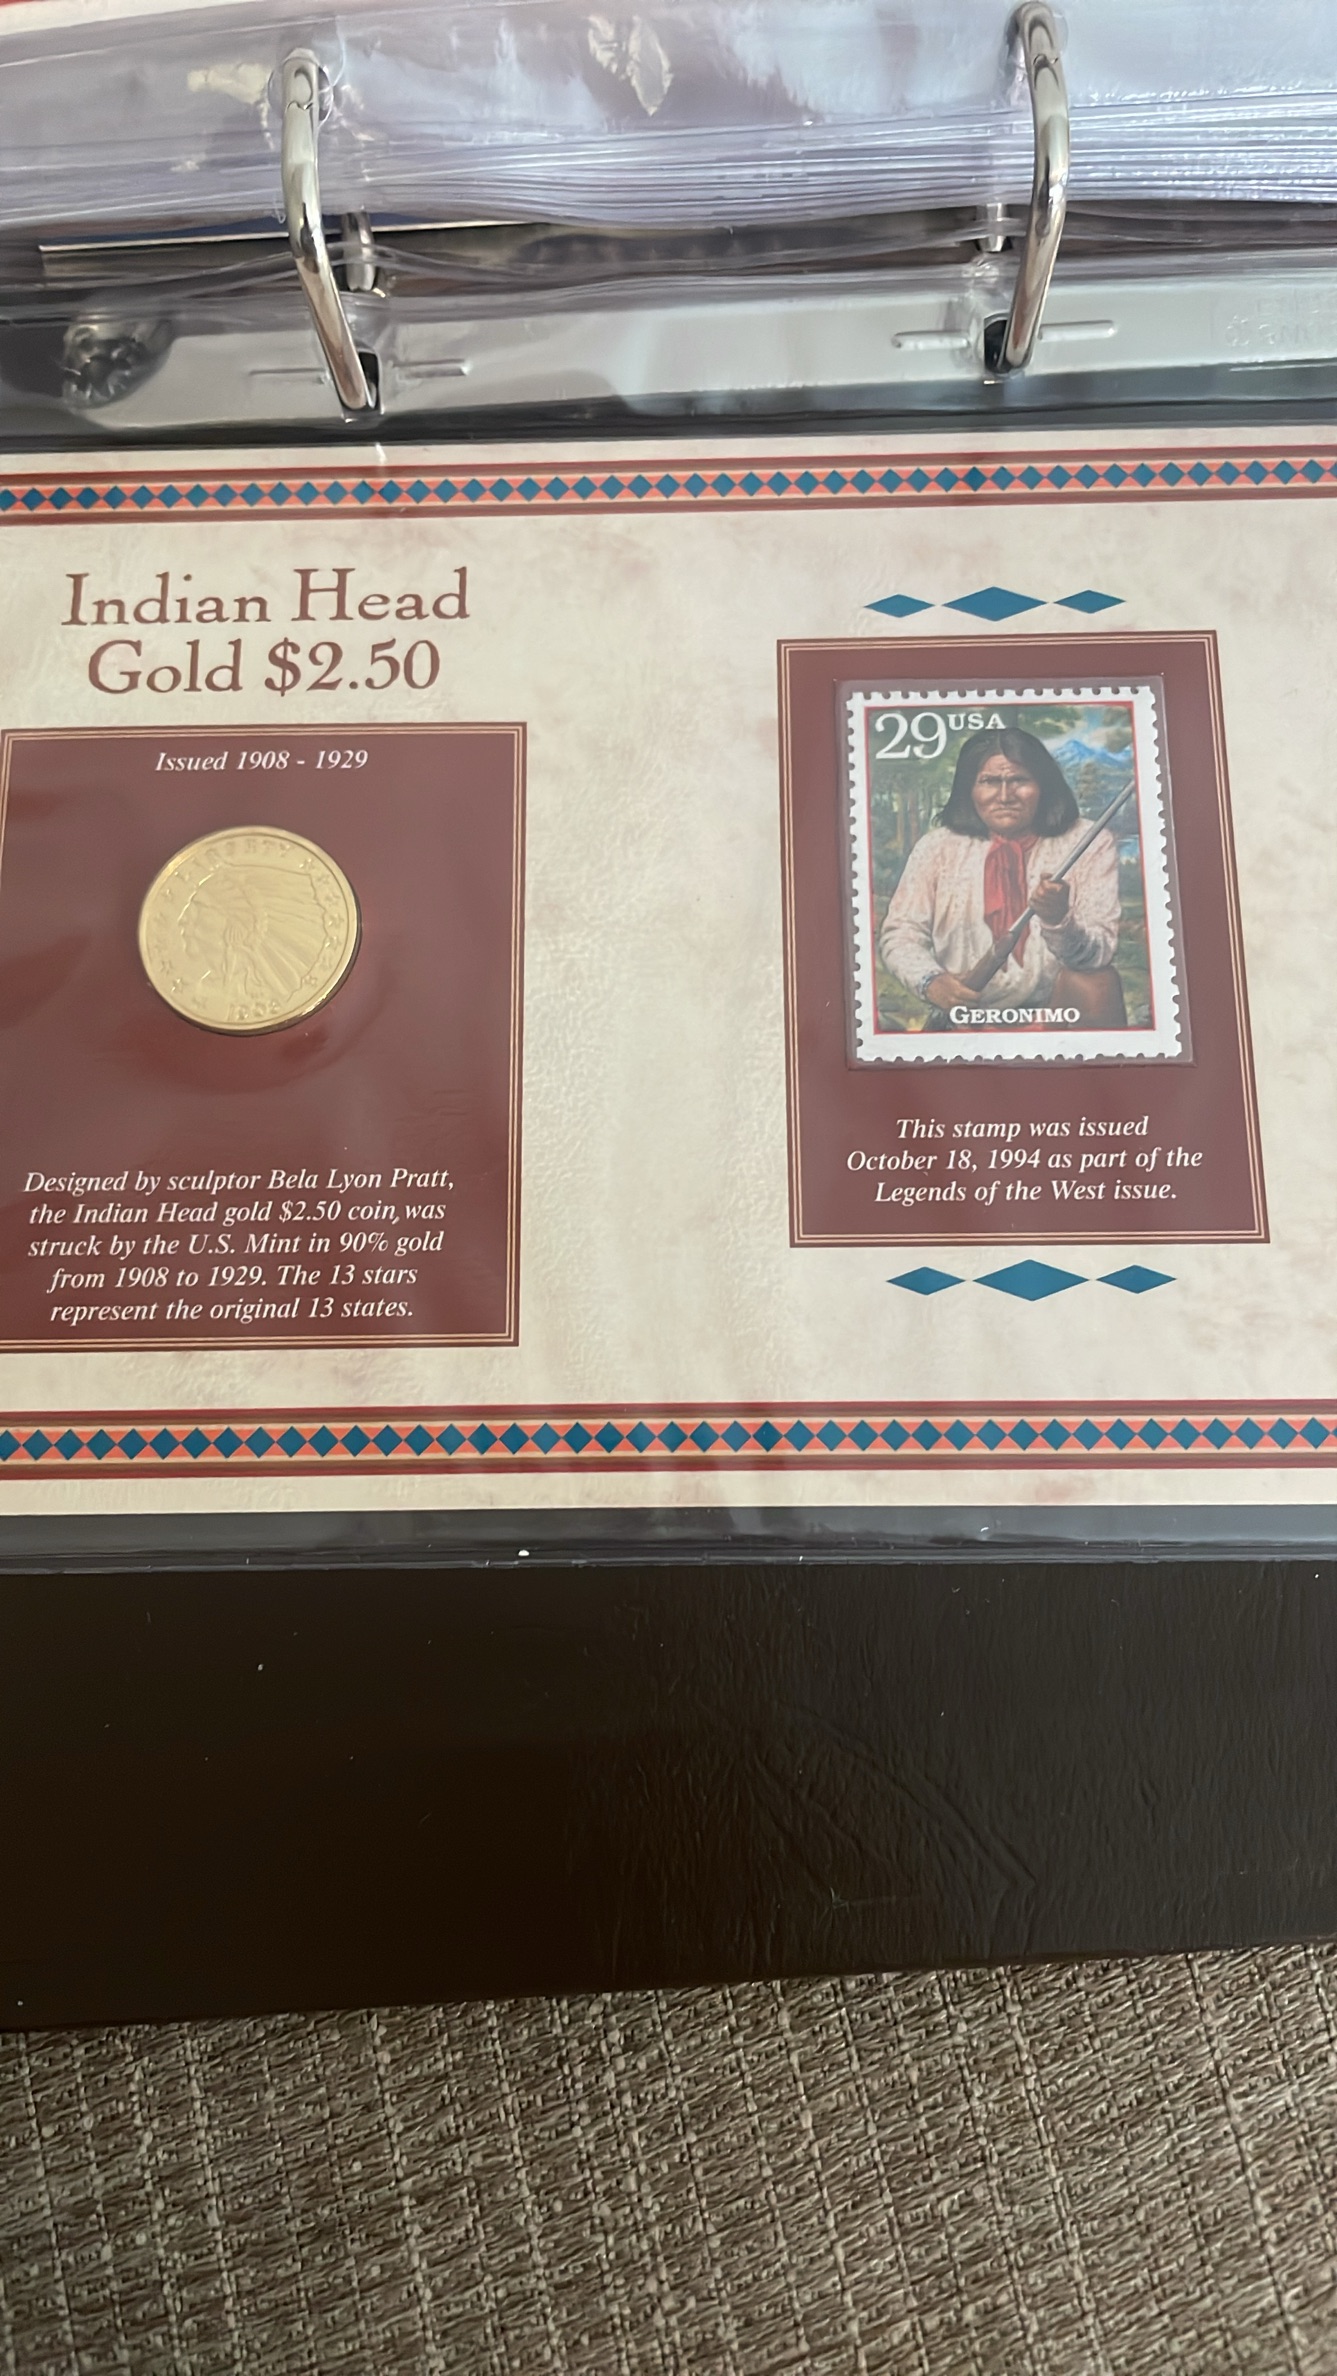 Indian Head
Gold $2.50
Issued 1908 - 1929
LIBERTY
1908
Designed by sculptor Bela Lyon Pratt,
the Indian Head gold $2.50 coin, was
struck by the U.S. Mint in 90% gold
from 1908 to 1929. The 13 stars
represent the original 13 states.
29 USA
GERONIMO
This stamp was issued
October 18, 1994 as part of the
Legends of the West issue.